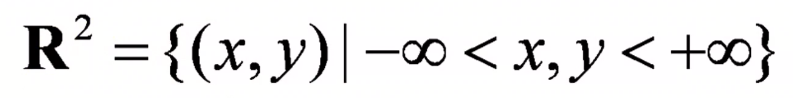 R² = {(x, y) | −∞ < x, y < +∞}